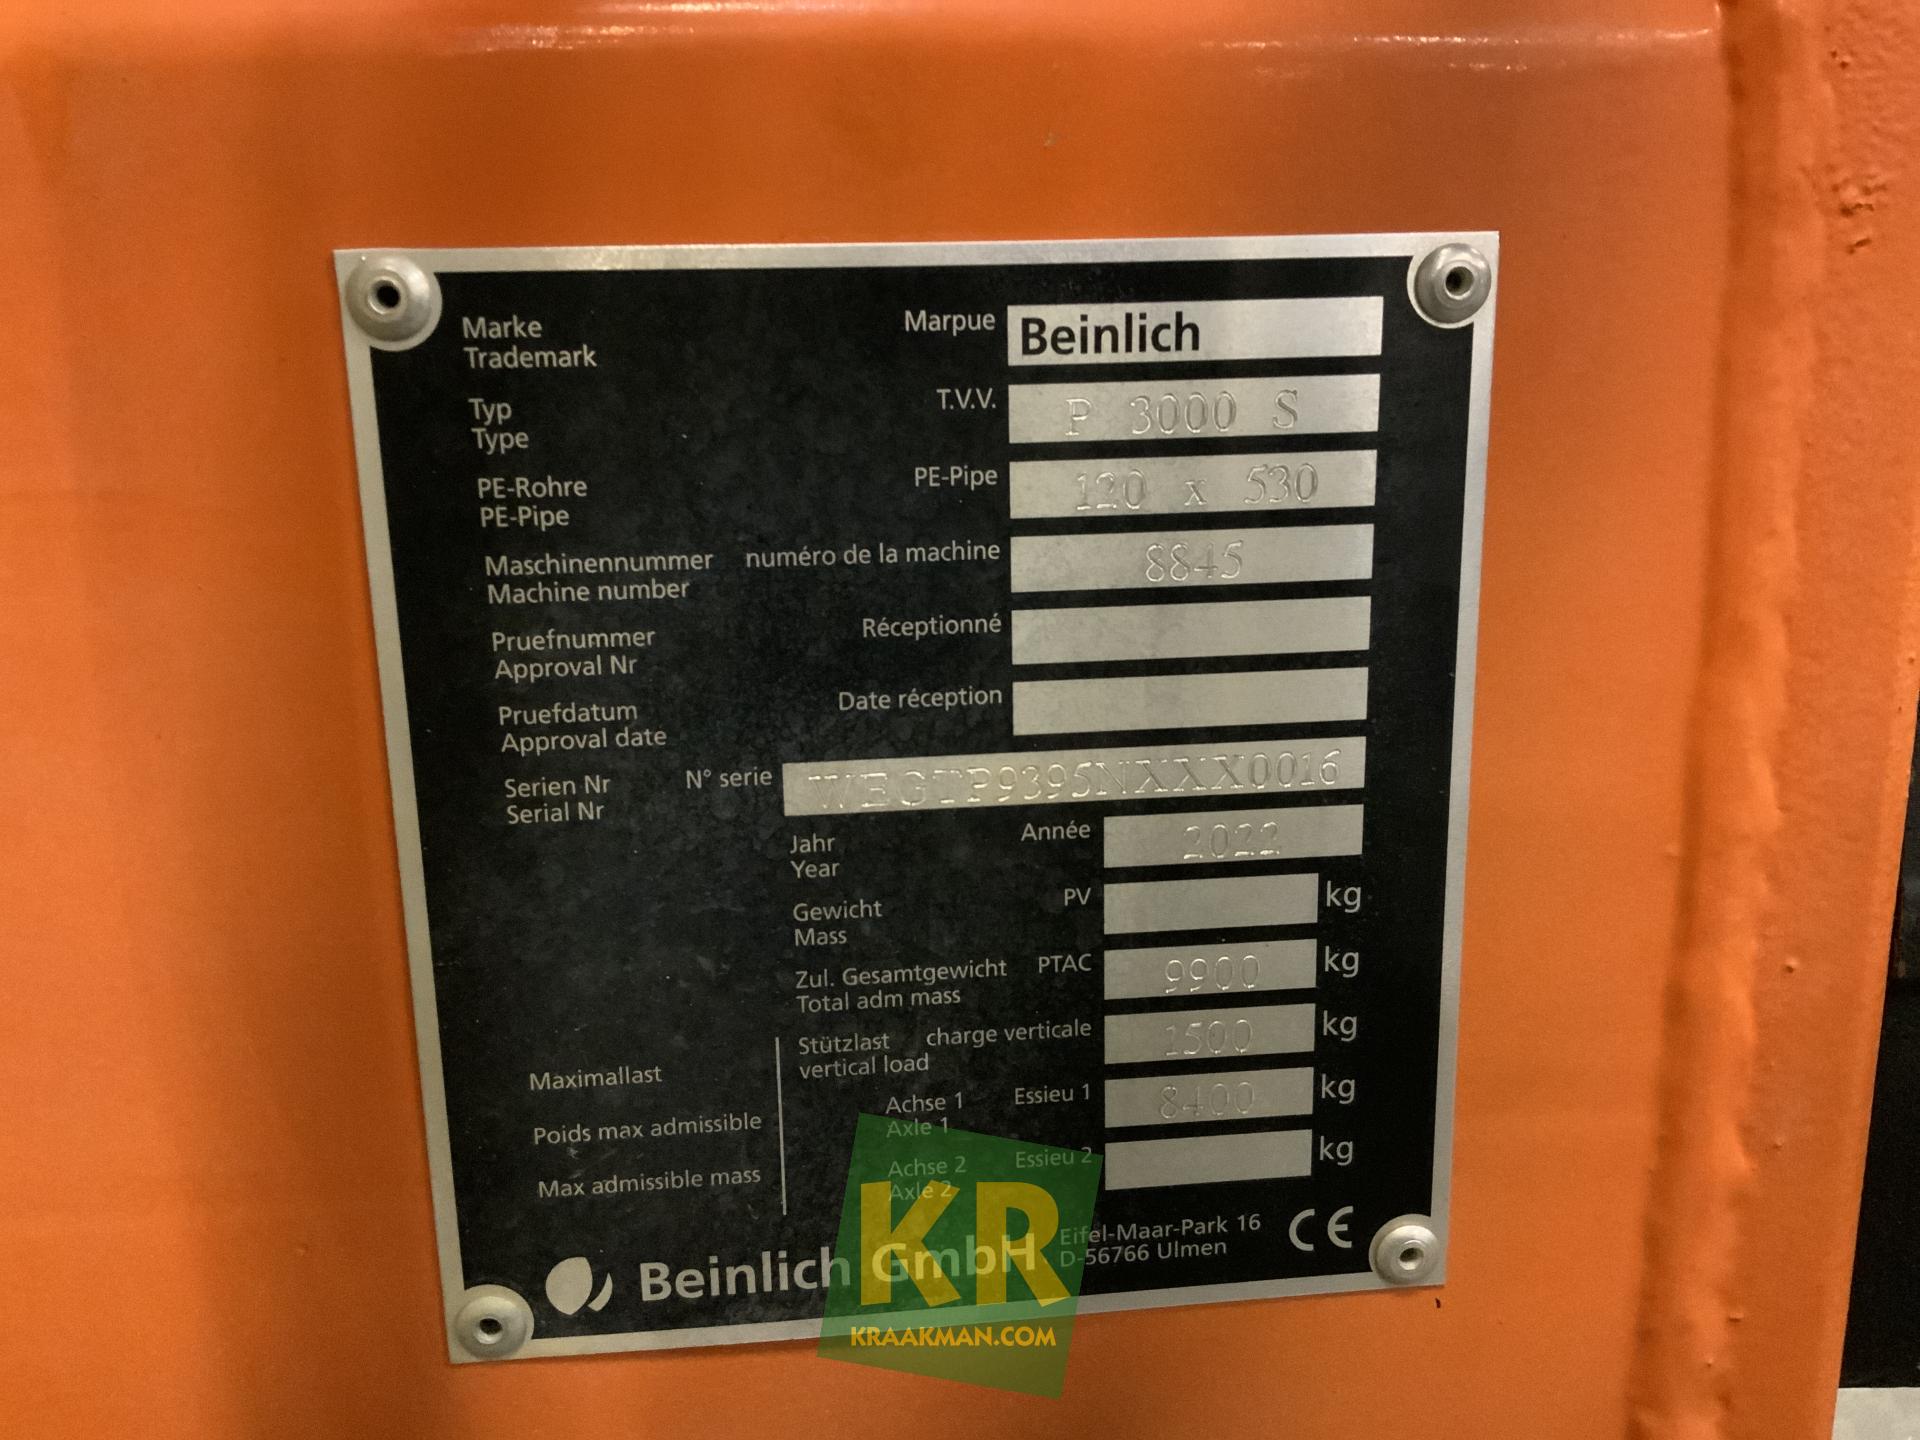 Marke Marpue Beinlich
Trademark
Typ T.V.V. P 3000 S
Type
PE-Rohre PE-Pipe 120 x 530
PE-Pipe
Maschinennummer numéro de la machine 8845
Machine number
Pruefnummer Réceptionné
Approval Nr
Pruefdatum Date réception
Approval date
Serien Nr N° serie WEGTP9395NXXX0016
Serial Nr
Jahr Année 2022
Year
Gewicht PV kg
Mass
Zul. Gesamtgewicht PTAC 9900 kg
Total adm mass
Stützlast charge verticale 1500 kg
vertical load
Maximallast
Achse 1 Essieu 1 8400 kg
Axle 1
Poids max admissible
Achse 2 Essieu 2 kg
Axle 2
Max admissible mass
Beinlich GmbH
Eifel-Maar-Park 16
D-56766 Ulmen
CE
KR
KRAAKMAN.COM